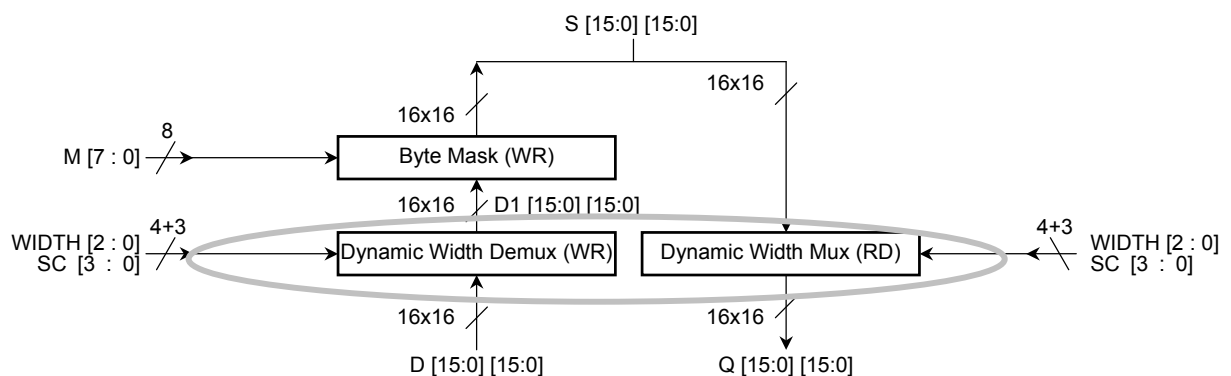 S [15:0] [15:0]
16x16
16x16
8
M [7 : 0]
Byte Mask (WR)
16x16
D1 [15:0] [15:0]
4+3
4+3
WIDTH [2 : 0]
SC [3 : 0]
Dynamic Width Demux (WR)
Dynamic Width Mux (RD)
WIDTH [2 : 0]
SC [3 : 0]
16x16
16x16
D [15:0] [15:0]
Q [15:0] [15:0]